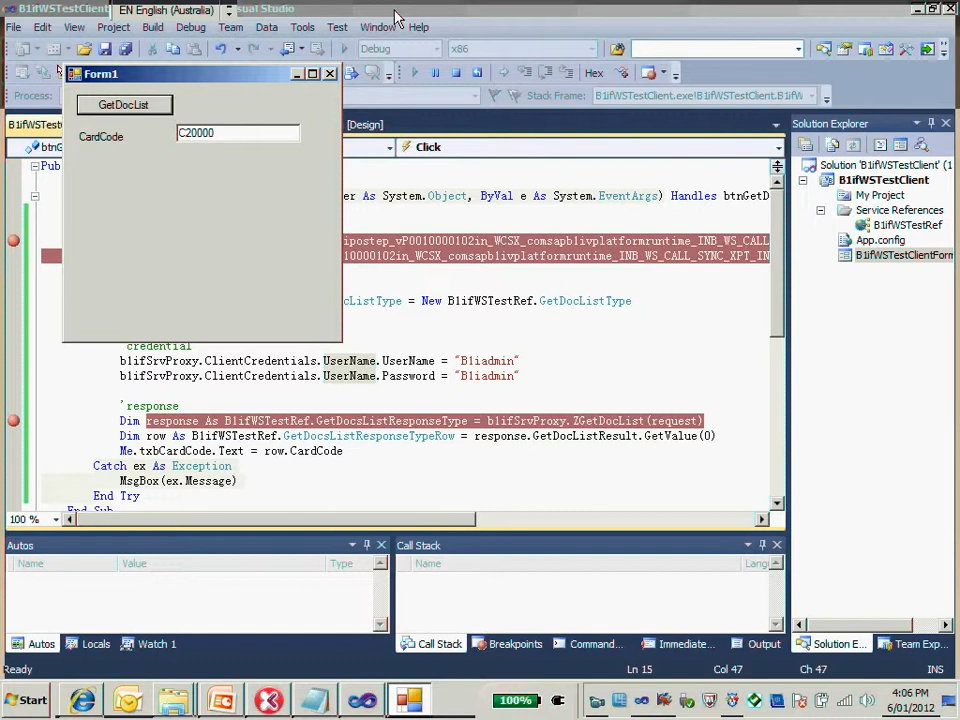 B1ifWSTestClient
EN English (Australia)
sual Studio
File Edit View Project Build Debug Team Data Tools Test Window Help
Debug x86
Hex
Process: Stack Frame: B1ifWSTestClient.exe!B1ifWSTestClient.B1ifW
Form1
GetDocList
CardCode C20000
B1ifWSTe [Design]
btnG Click
Pub
er As System.Object, ByVal e As System.EventArgs) Handles btnGetD
ipostep_vP0010000102in_WCSX_comsapb1ivplatformruntime_INB_WS_CALL
10000102in_WCSX_comsapb1ivplatformruntime_INB_WS_CALL_SYNC_XPT_IN
ocListType = New B1ifWSTestRef.GetDocListType
'credential
b1ifSrvProxy.ClientCredentials.UserName.UserName = "B1iadmin"
b1ifSrvProxy.ClientCredentials.UserName.Password = "B1iadmin"
'response
Dim response As B1ifWSTestRef.GetDocsListResponseType = b1ifSrvProxy.ZGetDocList(request)
Dim row As B1ifWSTestRef.GetDocsListResponseTypeRow = response.GetDocListResult.GetValue(0)
Me.txbCardCode.Text = row.CardCode
Catch ex As Exception
MsgBox(ex.Message)
End Try
End Sub
100 %
Solution Explorer
Solution 'B1ifWSTestClient' (1
B1ifWSTestClient
My Project
Service References
B1ifWSTestRef
App.config
B1ifWSTestClientForm
Autos
Name Value Type
Call Stack
Name Lang
Autos Locals Watch 1
Call Stack Breakpoints Command... Immediate... Output
Solution E... Team Exp...
Ready Ln 15 Col 47 Ch 47 INS
Start
100%
4:06 PM
6/01/2012